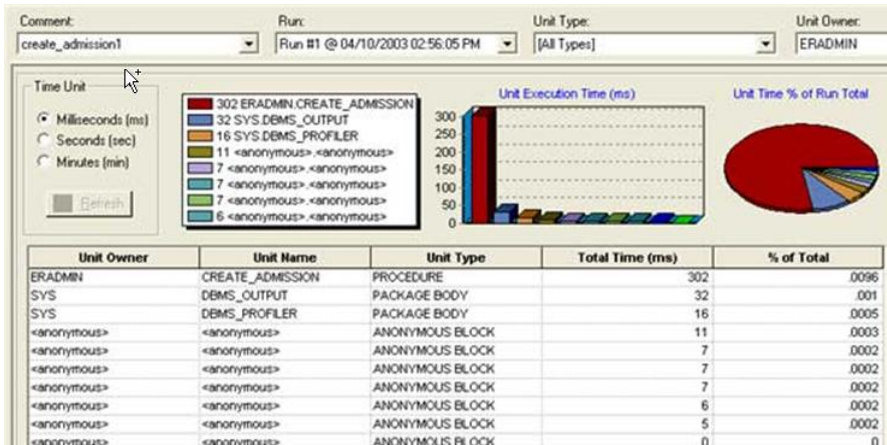 Comment: Run: Unit Type: Unit Owner:
create_admission1 Run #1 @ 04/10/2003 02:56:05 PM [All Types] ERADMIN
Time Unit
Milliseconds (ms)
Seconds (sec)
Minutes (min)
Refresh
302 ERADMIN.CREATE_ADMISSION
32 SYS.DBMS_OUTPUT
16 SYS.DBMS_PROFILER
11 <anonymous>.<anonymous>
7 <anonymous>.<anonymous>
7 <anonymous>.<anonymous>
7 <anonymous>.<anonymous>
6 <anonymous>.<anonymous>
Unit Execution Time (ms)
300
250
200
150
100
50
0
Unit Time % of Run Total
Unit Owner Unit Name Unit Type Total Time (ms) % of Total
ERADMIN CREATE_ADMISSION PROCEDURE 302 .0096
SYS DBMS_OUTPUT PACKAGE BODY 32 .001
SYS DBMS_PROFILER PACKAGE BODY 16 .0005
<anonymous> <anonymous> ANONYMOUS BLOCK 11 .0003
<anonymous> <anonymous> ANONYMOUS BLOCK 7 .0002
<anonymous> <anonymous> ANONYMOUS BLOCK 7 .0002
<anonymous> <anonymous> ANONYMOUS BLOCK 7 .0002
<anonymous> <anonymous> ANONYMOUS BLOCK 6 .0002
<anonymous> <anonymous> ANONYMOUS BLOCK 5 .0002
<anonymous> <anonymous> ANONYMOUS BLOCK 0 0